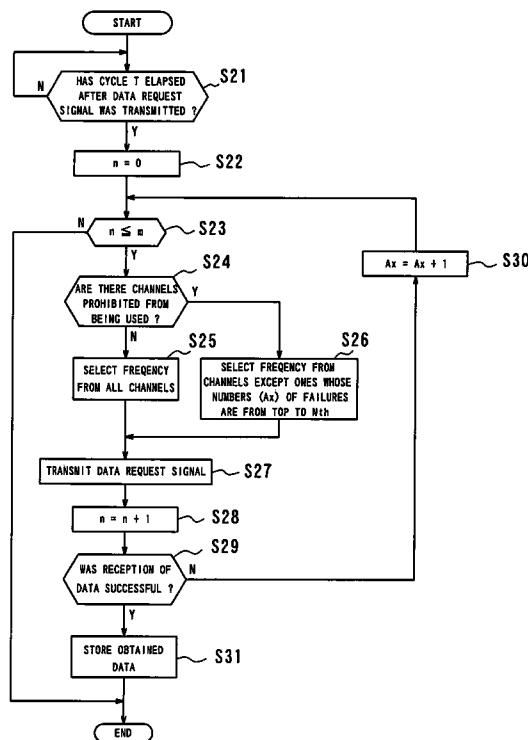 START
HAS CYCLE T ELAPSED
AFTER DATA REQUEST
SIGNAL WAS TRANSMITTED ?
S21
N
Y
n = 0
S22
N
n ≦ m
S23
Y
Ax = Ax + 1
S30
S24
ARE THERE CHANNELS
PROHIBITED FROM
BEING USED ?
Y
N
S25
SELECT FREQENCY
FROM ALL CHANNELS
S26
SELECT FREQENCY FROM
CHANNELS EXCEPT ONES WHOSE
NUMBERS (Ax) OF FAILURES
ARE FROM TOP TO Nth
TRANSMIT DATA REQUEST SIGNAL
S27
n = n + 1
S28
S29
WAS RECEPTION OF
DATA SUCCESSFUL ?
N
Y
STORE OBTAINED
DATA
S31
END